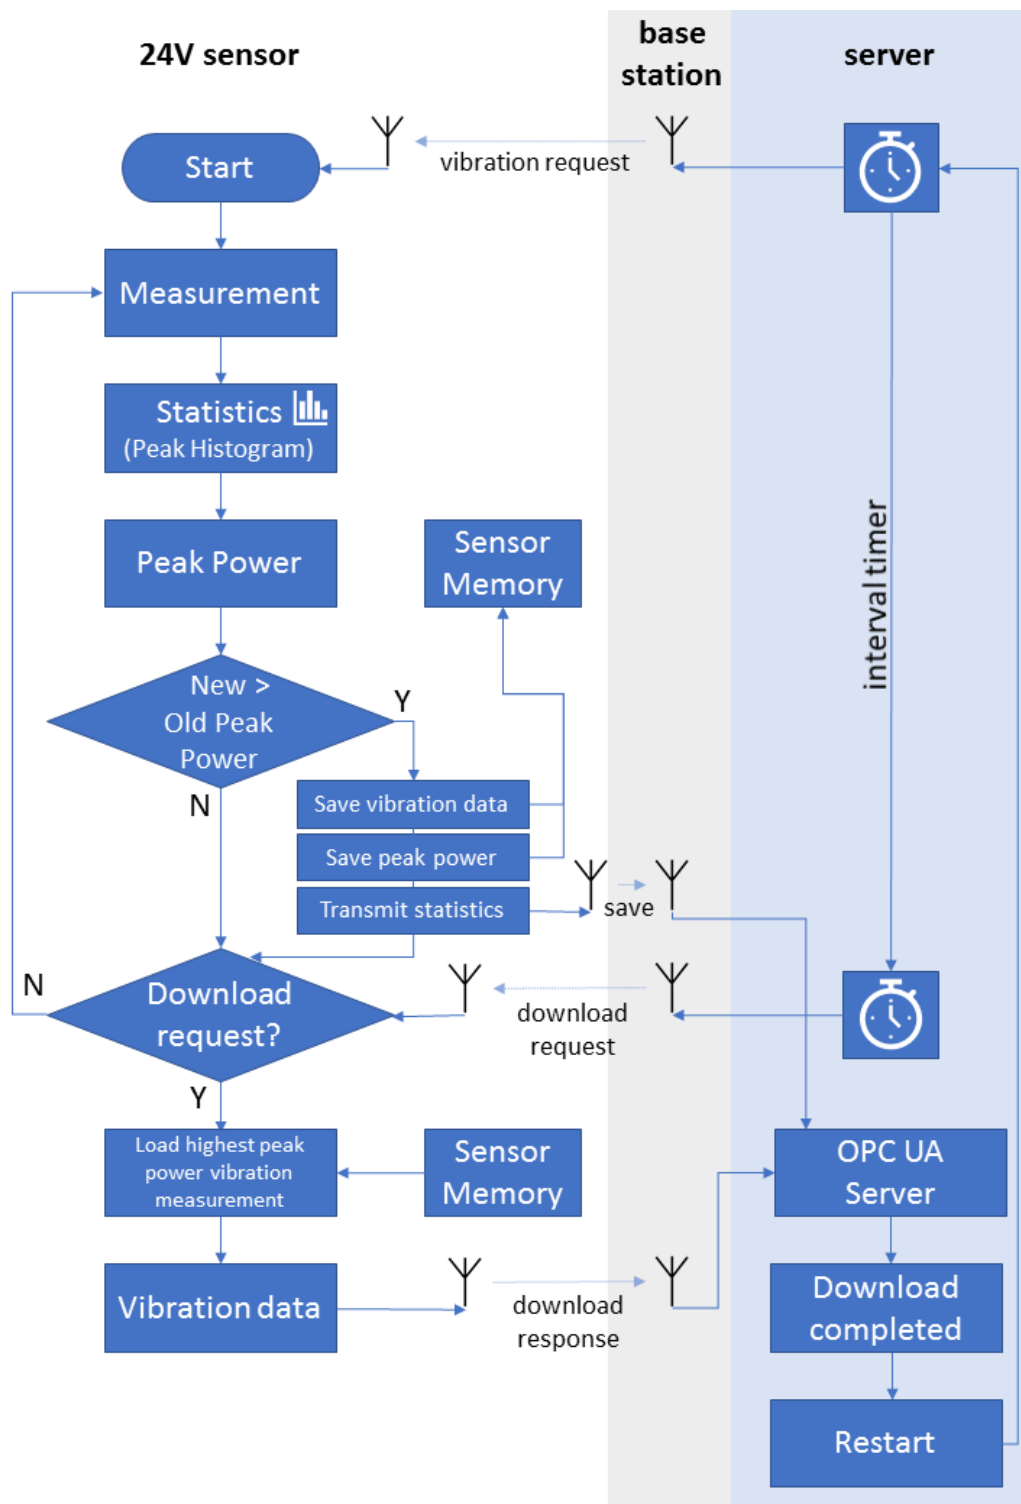 24V sensor
base
station
server
Start
vibration request
Measurement
Statistics
(Peak Histogram)
Peak Power
Sensor
Memory
interval timer
New >
Old Peak
Power
Y
N
Save vibration data
Save peak power
Transmit statistics
save
N
Download
request?
download
request
Y
Load highest peak
power vibration
measurement
Sensor
Memory
OPC UA
Server
Vibration data
download
response
Download
completed
Restart